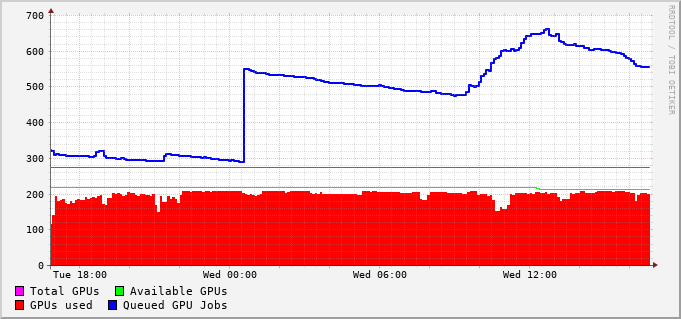 700
600
500
400
300
200
100
0
Tue 18:00 Wed 00:00 Wed 06:00 Wed 12:00
Total GPUs Available GPUs
GPUs used Queued GPU Jobs
RRDTOOL / TOBI OETIKER